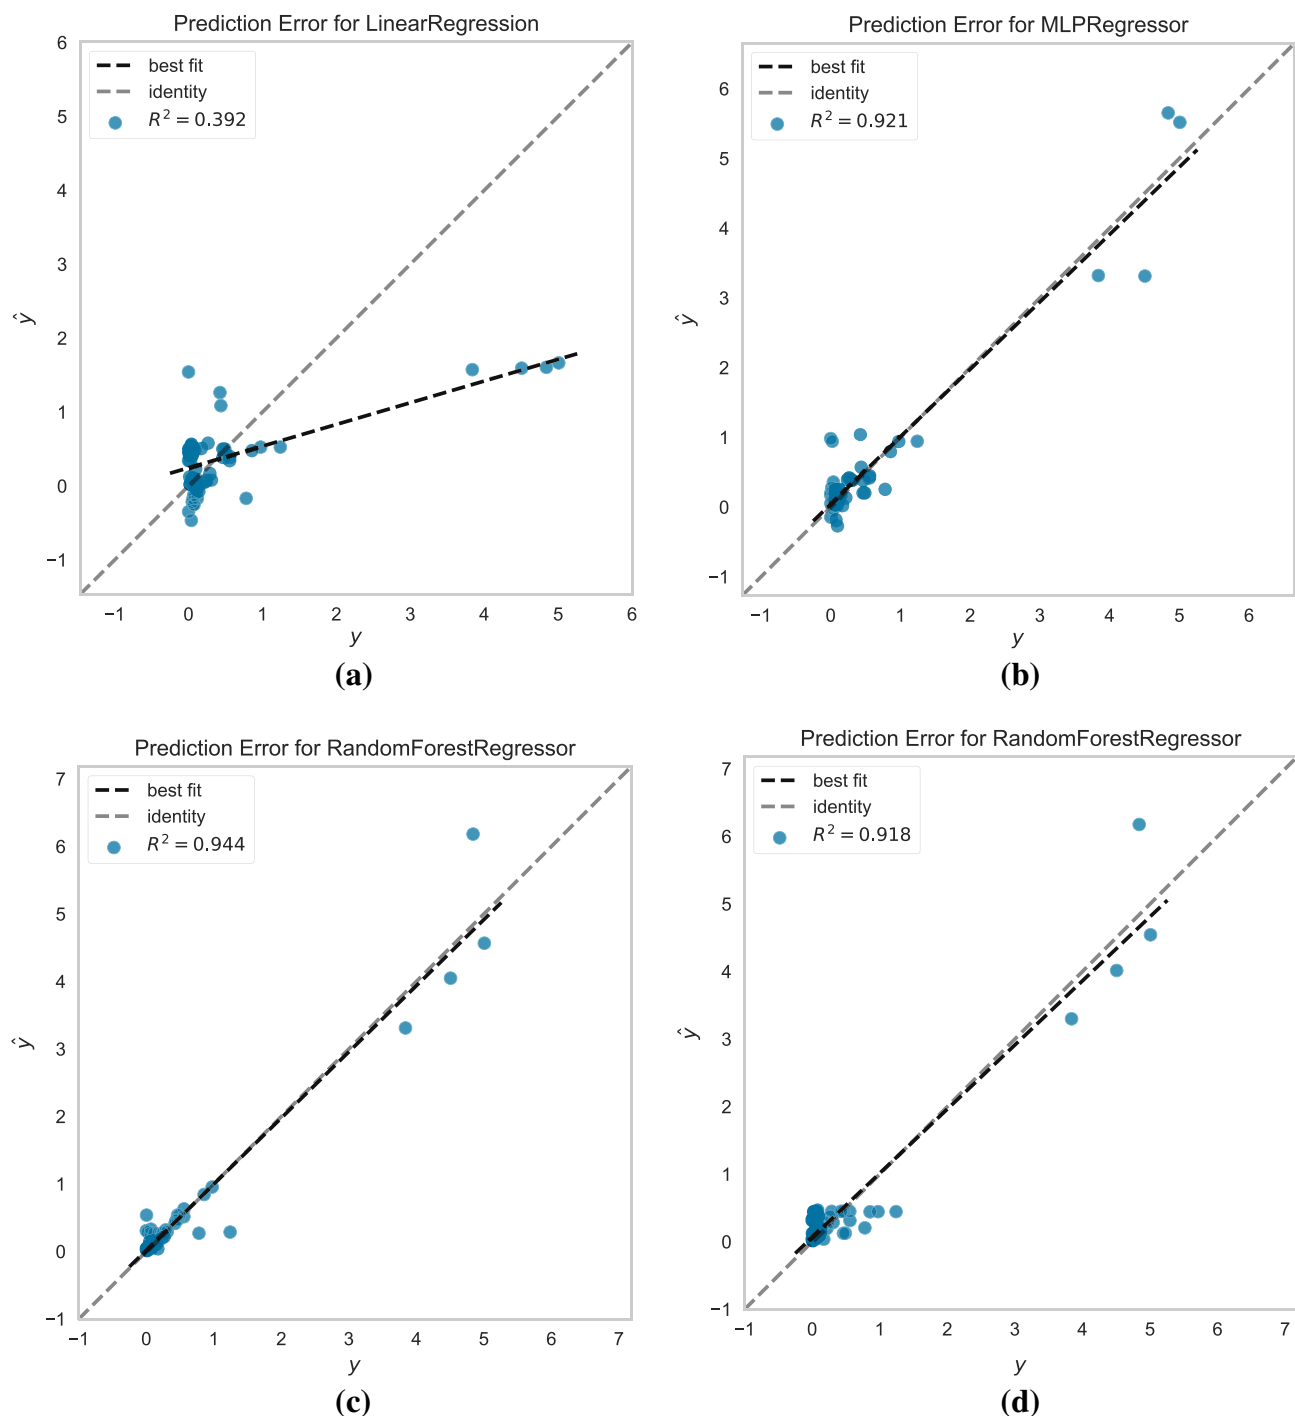 Prediction Error for LinearRegression
6
5
4
3
2
1
0
−1
ŷ
best fit
identity
R² = 0.392
−1 0 1 2 3 4 5 6
y
(a)
Prediction Error for MLPRegressor
6
5
4
3
2
1
0
−1
ŷ
best fit
identity
R² = 0.921
−1 0 1 2 3 4 5 6
y
(b)
Prediction Error for RandomForestRegressor
7
6
5
4
3
2
1
0
−1
ŷ
best fit
identity
R² = 0.944
−1 0 1 2 3 4 5 6 7
y
(c)
Prediction Error for RandomForestRegressor
7
6
5
4
3
2
1
0
−1
ŷ
best fit
identity
R² = 0.918
−1 0 1 2 3 4 5 6 7
y
(d)